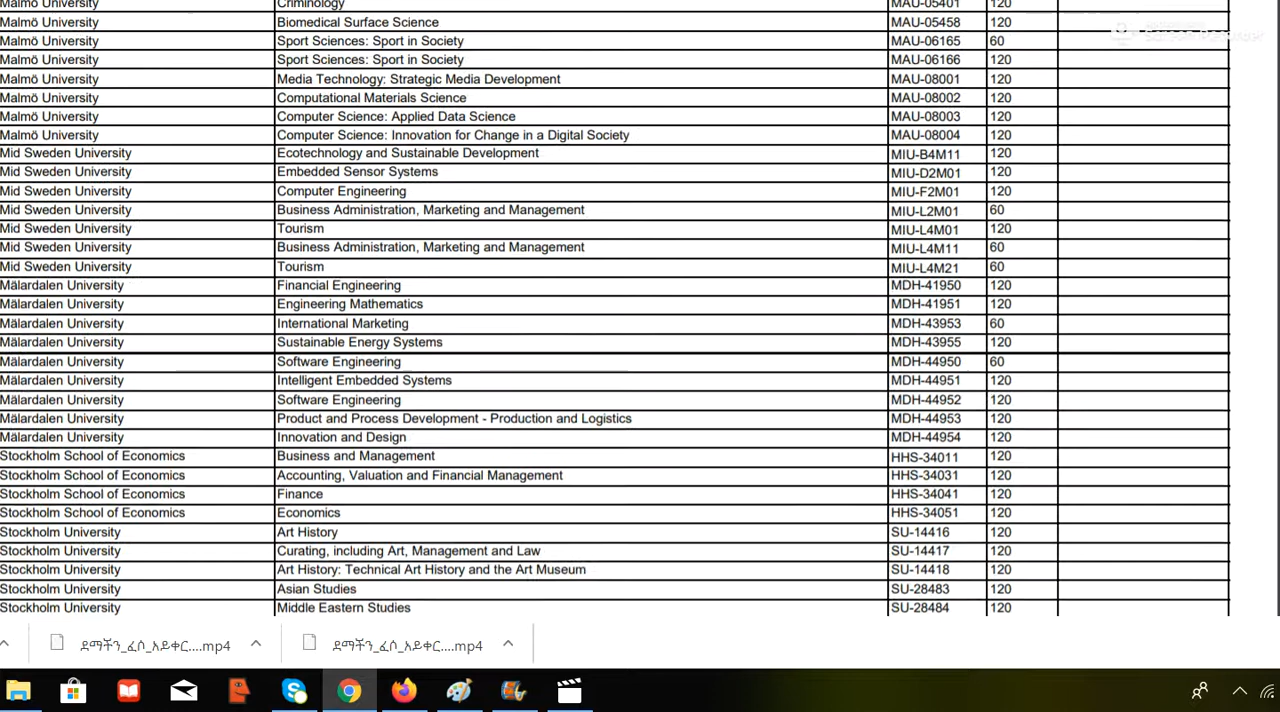 Malmö University Criminology MAU-05401 120
Malmö University Biomedical Surface Science MAU-05458 120
Malmö University Sport Sciences: Sport in Society MAU-06165 60
Malmö University Sport Sciences: Sport in Society MAU-06166 120
Malmö University Media Technology: Strategic Media Development MAU-08001 120
Malmö University Computational Materials Science MAU-08002 120
Malmö University Computer Science: Applied Data Science MAU-08003 120
Malmö University Computer Science: Innovation for Change in a Digital Society MAU-08004 120
Mid Sweden University Ecotechnology and Sustainable Development MIU-B4M11 120
Mid Sweden University Embedded Sensor Systems MIU-D2M01 120
Mid Sweden University Computer Engineering MIU-F2M01 120
Mid Sweden University Business Administration, Marketing and Management MIU-L2M01 60
Mid Sweden University Tourism MIU-L4M01 120
Mid Sweden University Business Administration, Marketing and Management MIU-L4M11 60
Mid Sweden University Tourism MIU-L4M21 60
Mälardalen University Financial Engineering MDH-41950 120
Mälardalen University Engineering Mathematics MDH-41951 120
Mälardalen University International Marketing MDH-43953 60
Mälardalen University Sustainable Energy Systems MDH-43955 120
Mälardalen University Software Engineering MDH-44950 60
Mälardalen University Intelligent Embedded Systems MDH-44951 120
Mälardalen University Software Engineering MDH-44952 120
Mälardalen University Product and Process Development - Production and Logistics MDH-44953 120
Mälardalen University Innovation and Design MDH-44954 120
Stockholm School of Economics Business and Management HHS-34011 120
Stockholm School of Economics Accounting, Valuation and Financial Management HHS-34031 120
Stockholm School of Economics Finance HHS-34041 120
Stockholm School of Economics Economics HHS-34051 120
Stockholm University Art History SU-14416 120
Stockholm University Curating, including Art, Management and Law SU-14417 120
Stockholm University Art History: Technical Art History and the Art Museum SU-14418 120
Stockholm University Asian Studies SU-28483 120
Stockholm University Middle Eastern Studies SU-28484 120
ደማችን_ፈሶ_አይቀር....mp4 ደማችን_ፈሶ_አይቀር....mp4